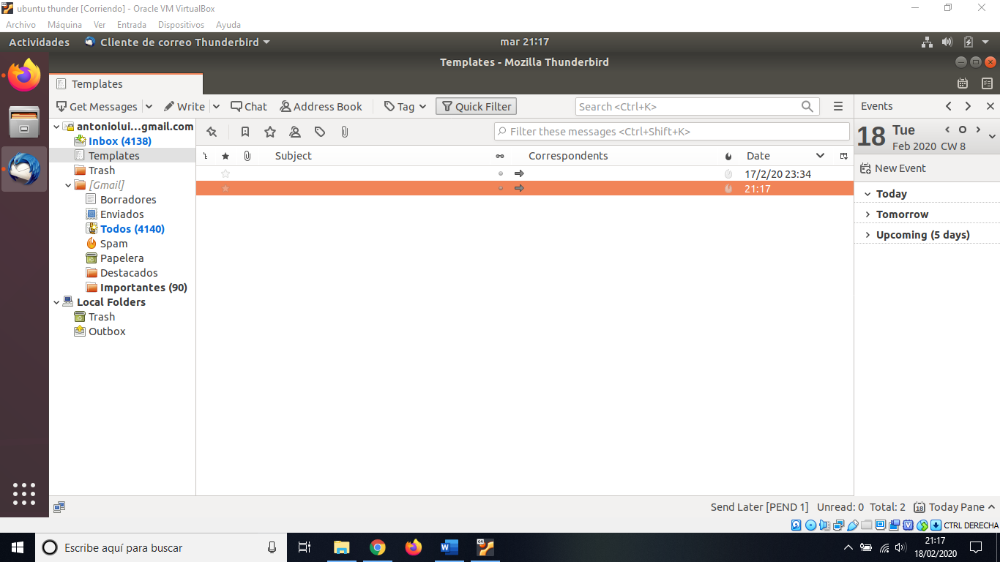 ubuntu thunder [Corriendo] - Oracle VM VirtualBox
Archivo Máquina Ver Entrada Dispositivos Ayuda
Actividades Cliente de correo Thunderbird mar 21:17
Templates - Mozilla Thunderbird
Templates
Get Messages Write Chat Address Book Tag Quick Filter Search <Ctrl+K> Events
antoniolui...gmail.com
Inbox (4138)
Templates
Trash
[Gmail]
Borradores
Enviados
Todos (4140)
Spam
Papelera
Destacados
Importantes (90)
Local Folders
Trash
Outbox
Filter these messages <Ctrl+Shift+K>
Subject Correspondents Date
17/2/20 23:34
21:17
18 Tue
Feb 2020 CW 8
New Event
Today
Tomorrow
Upcoming (5 days)
Send Later [PEND 1] Unread: 0 Total: 2 18 Today Pane
CTRL DERECHA
Escribe aquí para buscar
21:17
18/02/2020